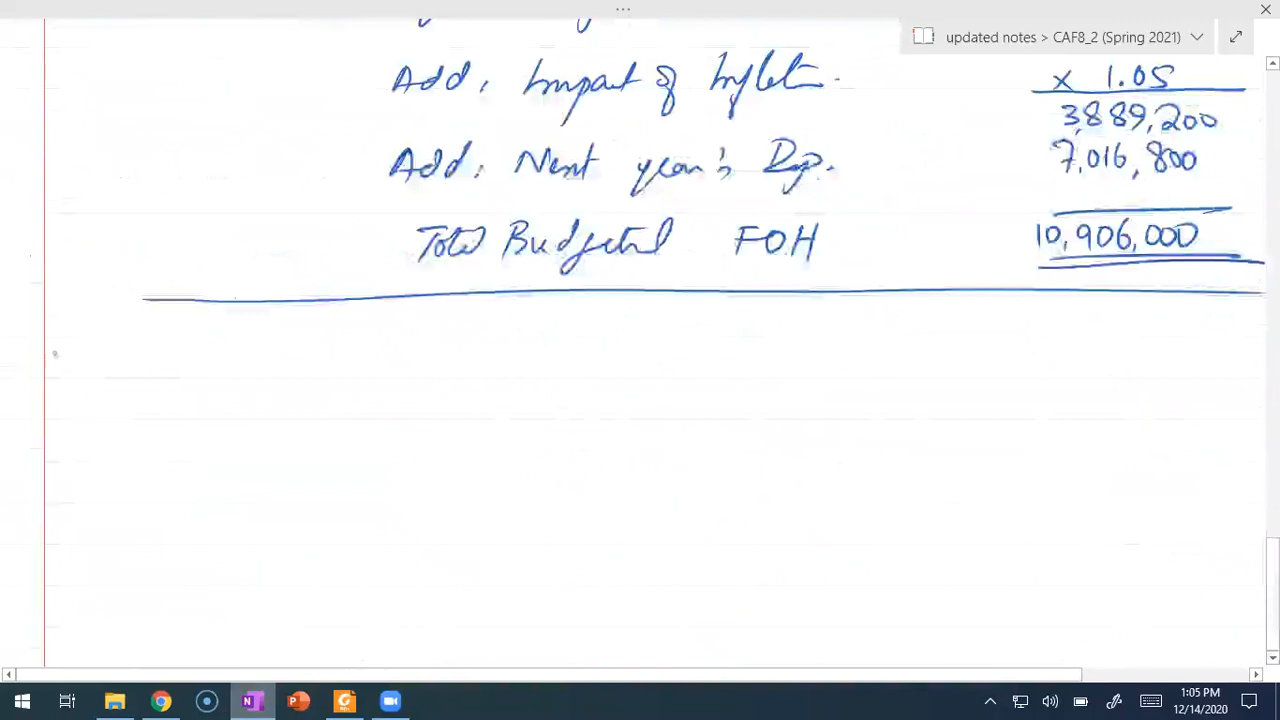 updated notes > CAF8_2 (Spring 2021)
Add: Impact of Inflation. x 1.05
3,889,200
Add: Next year's Dep. 7,016,800
Total Budgeted FOH 10,906,000
1:05 PM
12/14/2020